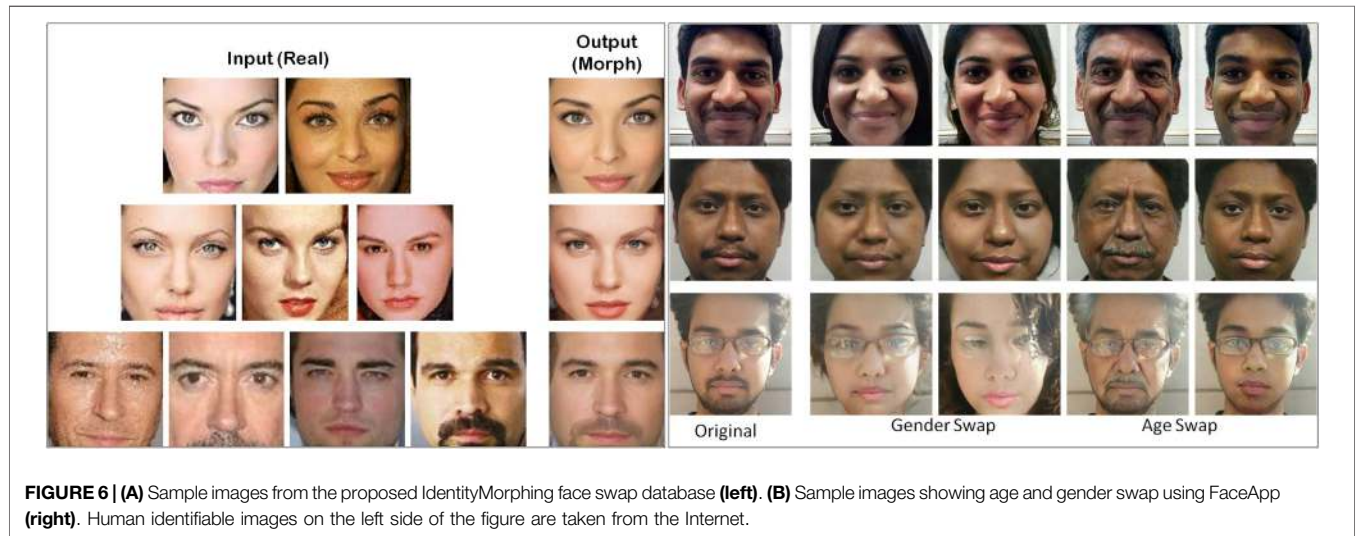 Input (Real)
Output
(Morph)
Original
Gender Swap
Age Swap
FIGURE 6 | (A) Sample images from the proposed IdentityMorphing face swap database (left). (B) Sample images showing age and gender swap using FaceApp
(right). Human identifiable images on the left side of the figure are taken from the Internet.